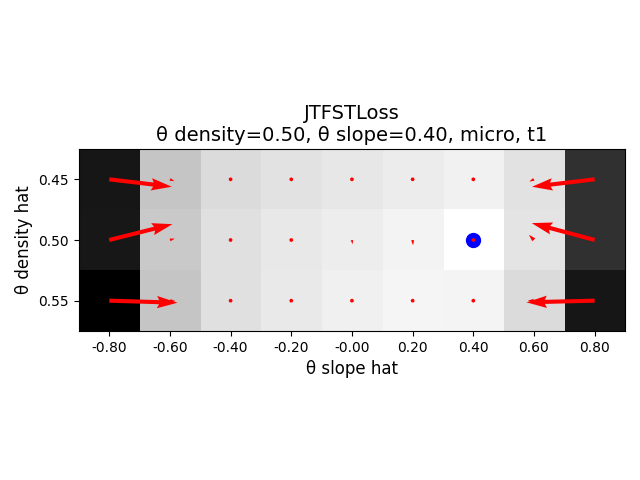 JTFSTLoss
θ density=0.50, θ slope=0.40, micro, t1
θ density hat
0.45
0.50
0.55
-0.80 -0.60 -0.40 -0.20 -0.00 0.20 0.40 0.60 0.80
θ slope hat